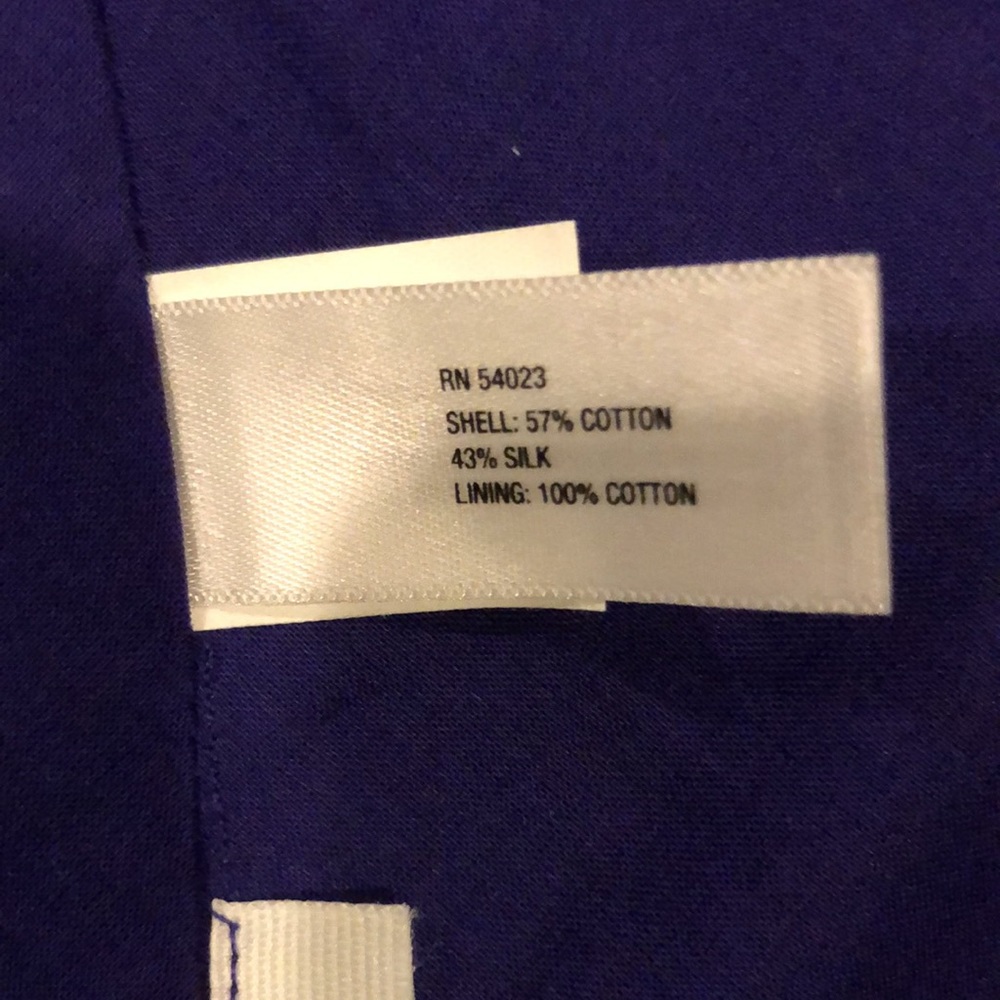 RN 54023
SHELL: 57% COTTON
43% SILK
LINING: 100% COTTON